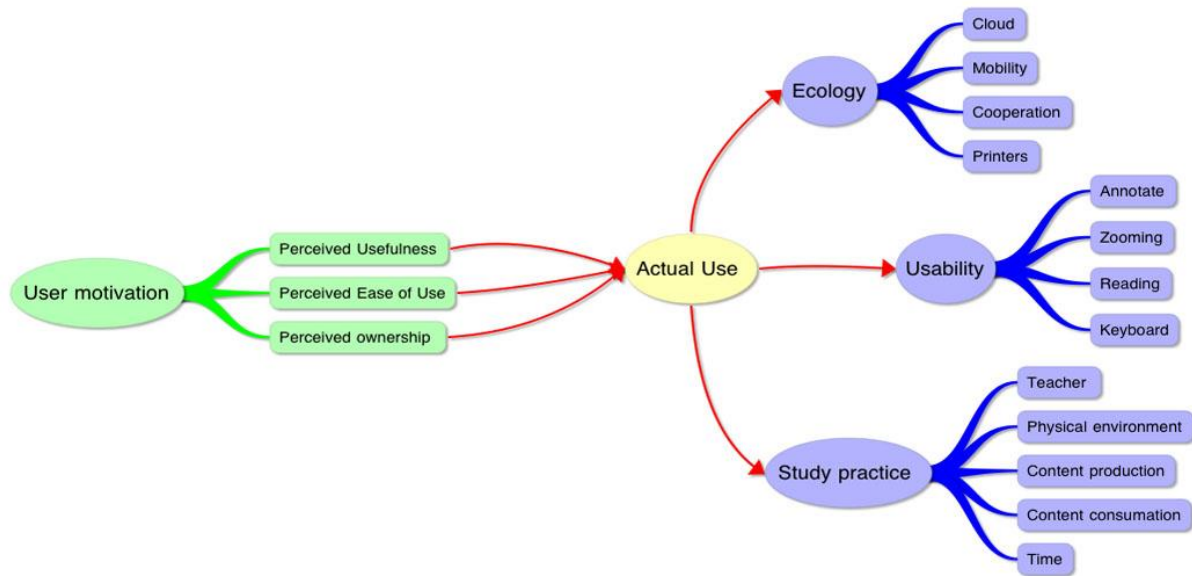 User motivation
Perceived Usefulness
Perceived Ease of Use
Perceived ownership
Actual Use
Ecology
Cloud
Mobility
Cooperation
Printers
Usability
Annotate
Zooming
Reading
Keyboard
Study practice
Teacher
Physical environment
Content production
Content consumation
Time